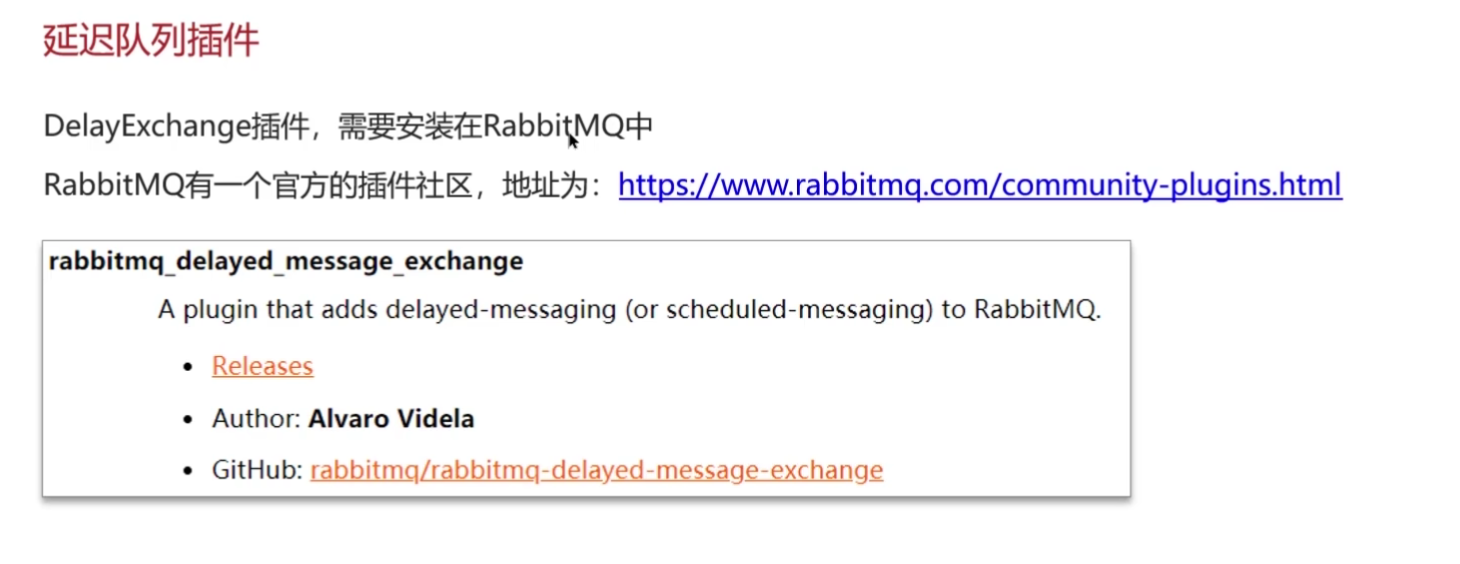 延迟队列插件
DelayExchange插件，需要安装在RabbitMQ中
RabbitMQ有一个官方的插件社区，地址为：https://www.rabbitmq.com/community-plugins.html
rabbitmq_delayed_message_exchange
A plugin that adds delayed-messaging (or scheduled-messaging) to RabbitMQ.
• Releases
• Author: Alvaro Videla
• GitHub: rabbitmq/rabbitmq-delayed-message-exchange